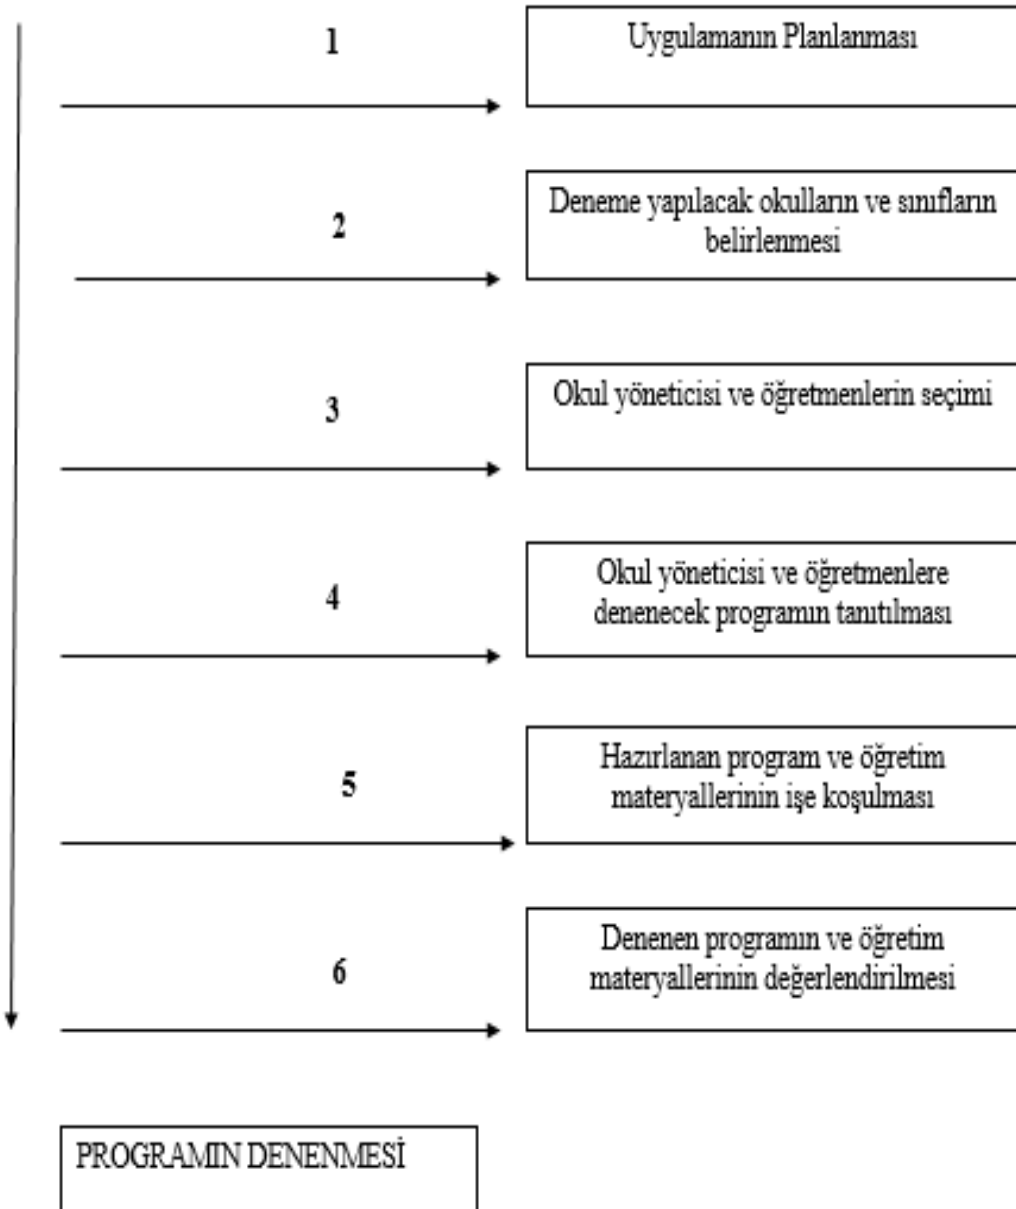 1
Uygulamanın Planlanması
2
Deneme yapılacak okulların ve sınıfların
belirlenmesi
3
Okul yöneticisi ve öğretmenlerin seçimi
4
Okul yöneticisi ve öğretmenlere
denenecek programın tanıtılması
5
Hazırlanan program ve öğretim
materyallerinin işe koşulması
6
Denenen programın ve öğretim
materyallerinin değerlendirilmesi
PROGRAMIN DENENMESİ